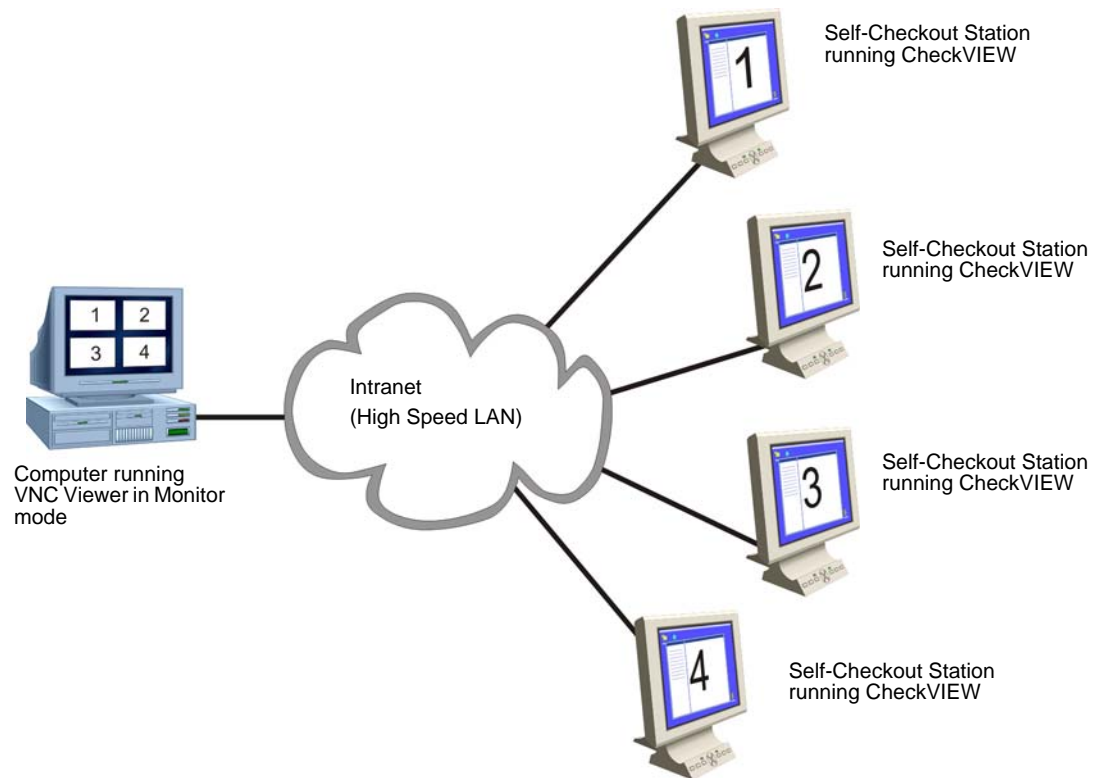 1
Self-Checkout Station
running CheckVIEW
2
Self-Checkout Station
running CheckVIEW
1 2
3 4
Intranet
(High Speed LAN)
Computer running
VNC Viewer in Monitor
mode
3
Self-Checkout Station
running CheckVIEW
4
Self-Checkout Station
running CheckVIEW